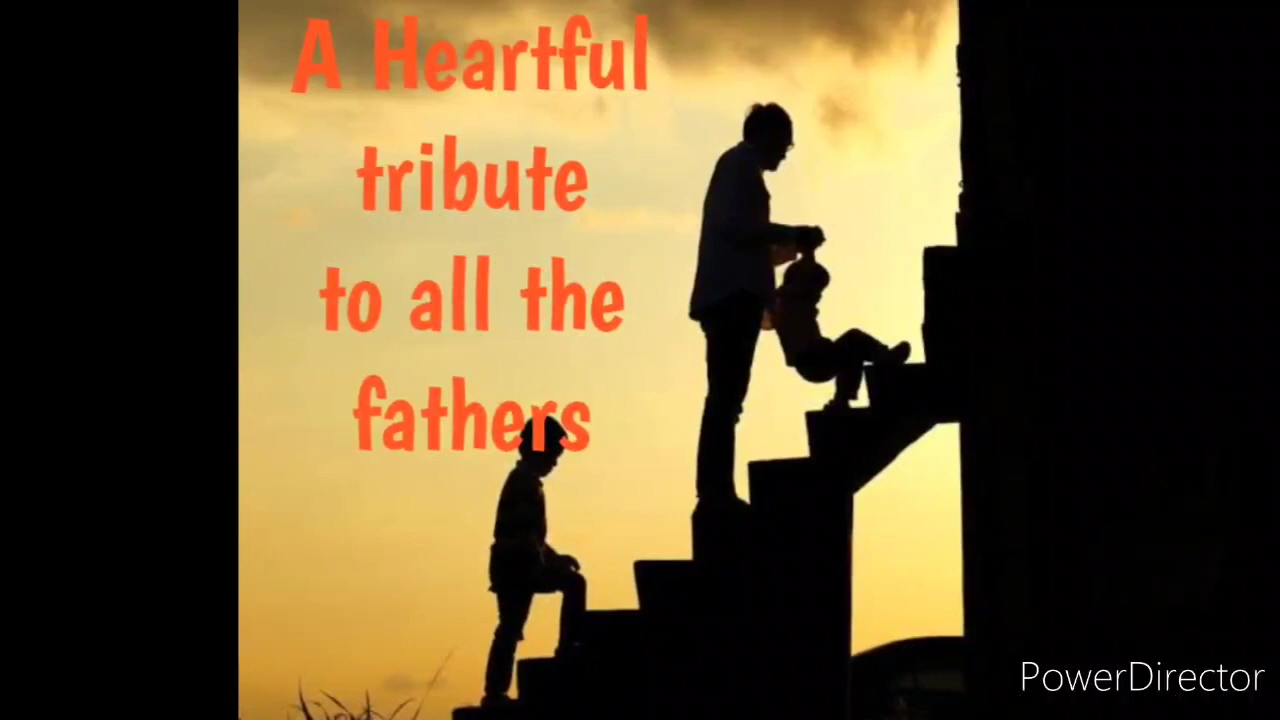 A Heartful
tribute
to all the
fathers
PowerDirector